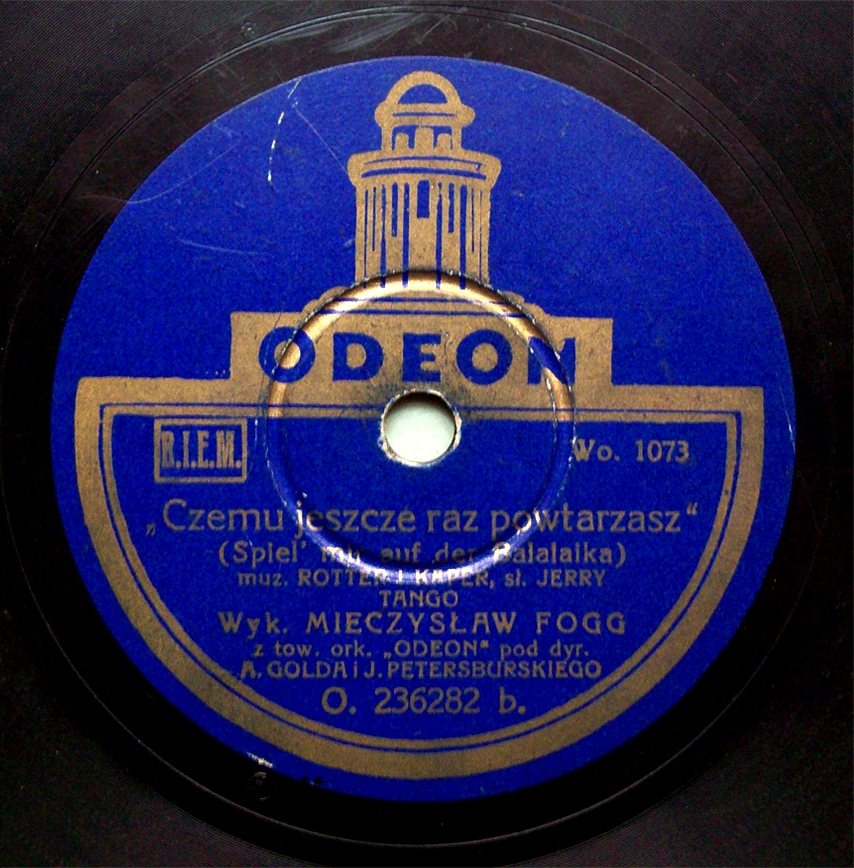 ODEON
B.I.E.M.
Wo. 1073
„Czemu jeszcze raz powtarzasz“
(Spiel' mir auf der Balalaika)
muz. ROTTER i KAPER, sł. JERRY
TANGO
Wyk. MIECZYSŁAW FOGG
z tow. ork. „ODEON“ pod dyr.
A. GOLDA i J. PETERSBURSKIEGO
O. 236282 b.